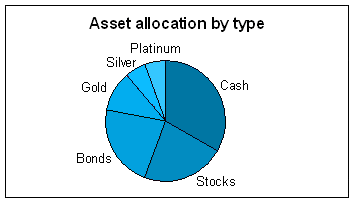 Asset allocation by type
Platinum
Silver
Gold
Cash
Bonds
Stocks